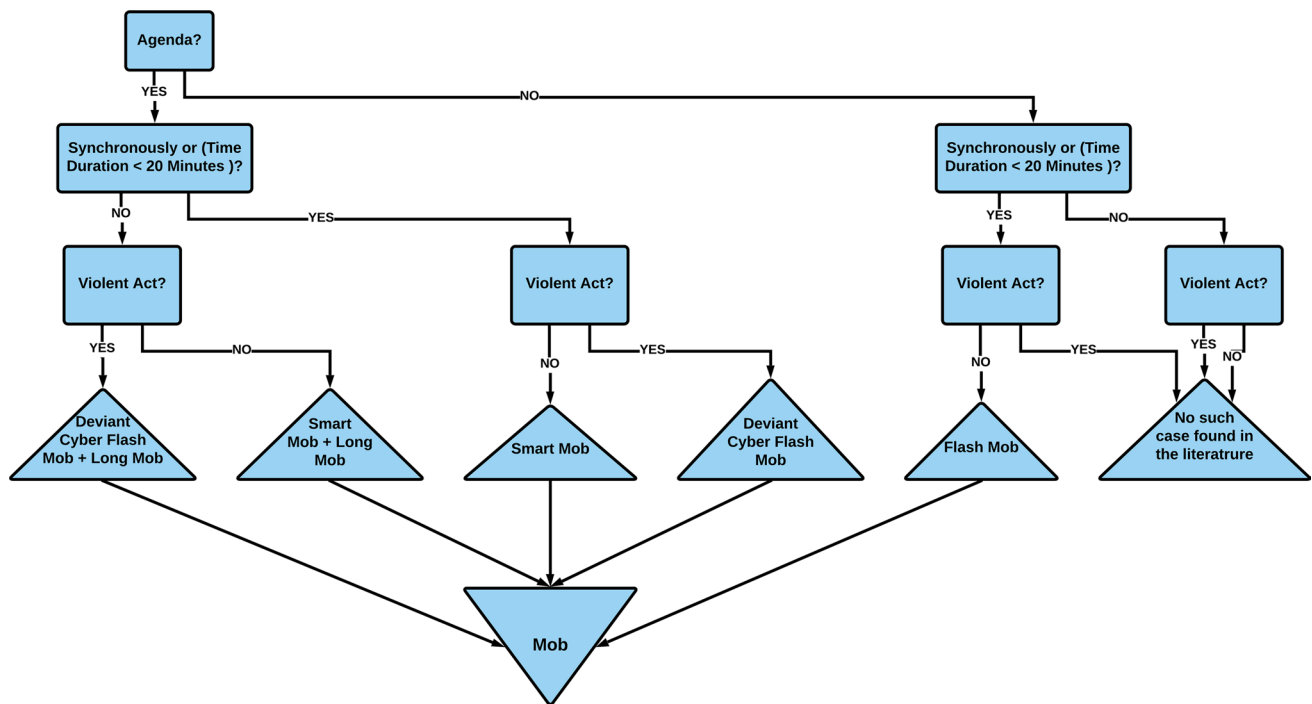 Agenda?
YES
NO
Synchronously or (Time
Duration < 20 Minutes )?
Synchronously or (Time
Duration < 20 Minutes )?
NO
YES
YES
NO
Violent Act?
Violent Act?
Violent Act?
Violent Act?
YES
NO
NO
YES
NO
YES
YES
NO
Deviant
Cyber Flash
Mob + Long Mob
Smart
Mob + Long
Mob
Smart Mob
Deviant
Cyber Flash
Mob
Flash Mob
No such
case found in
the literatrure
Mob